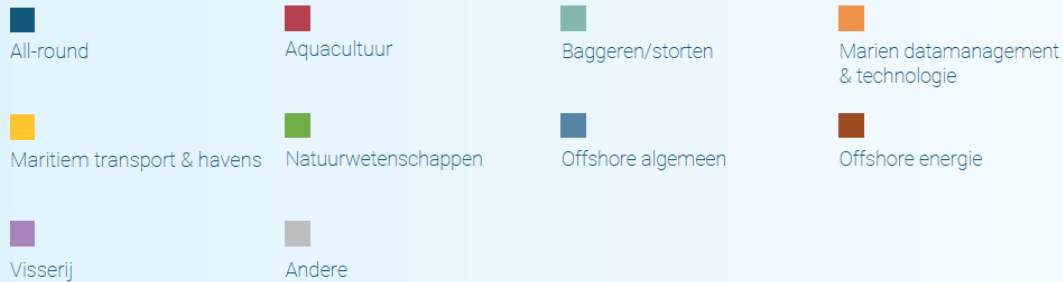 All-round
Aquacultuur
Baggeren/storten
Marien datamanagement
& technologie
Maritiem transport & havens
Natuurwetenschappen
Offshore algemeen
Offshore energie
Visserij
Andere